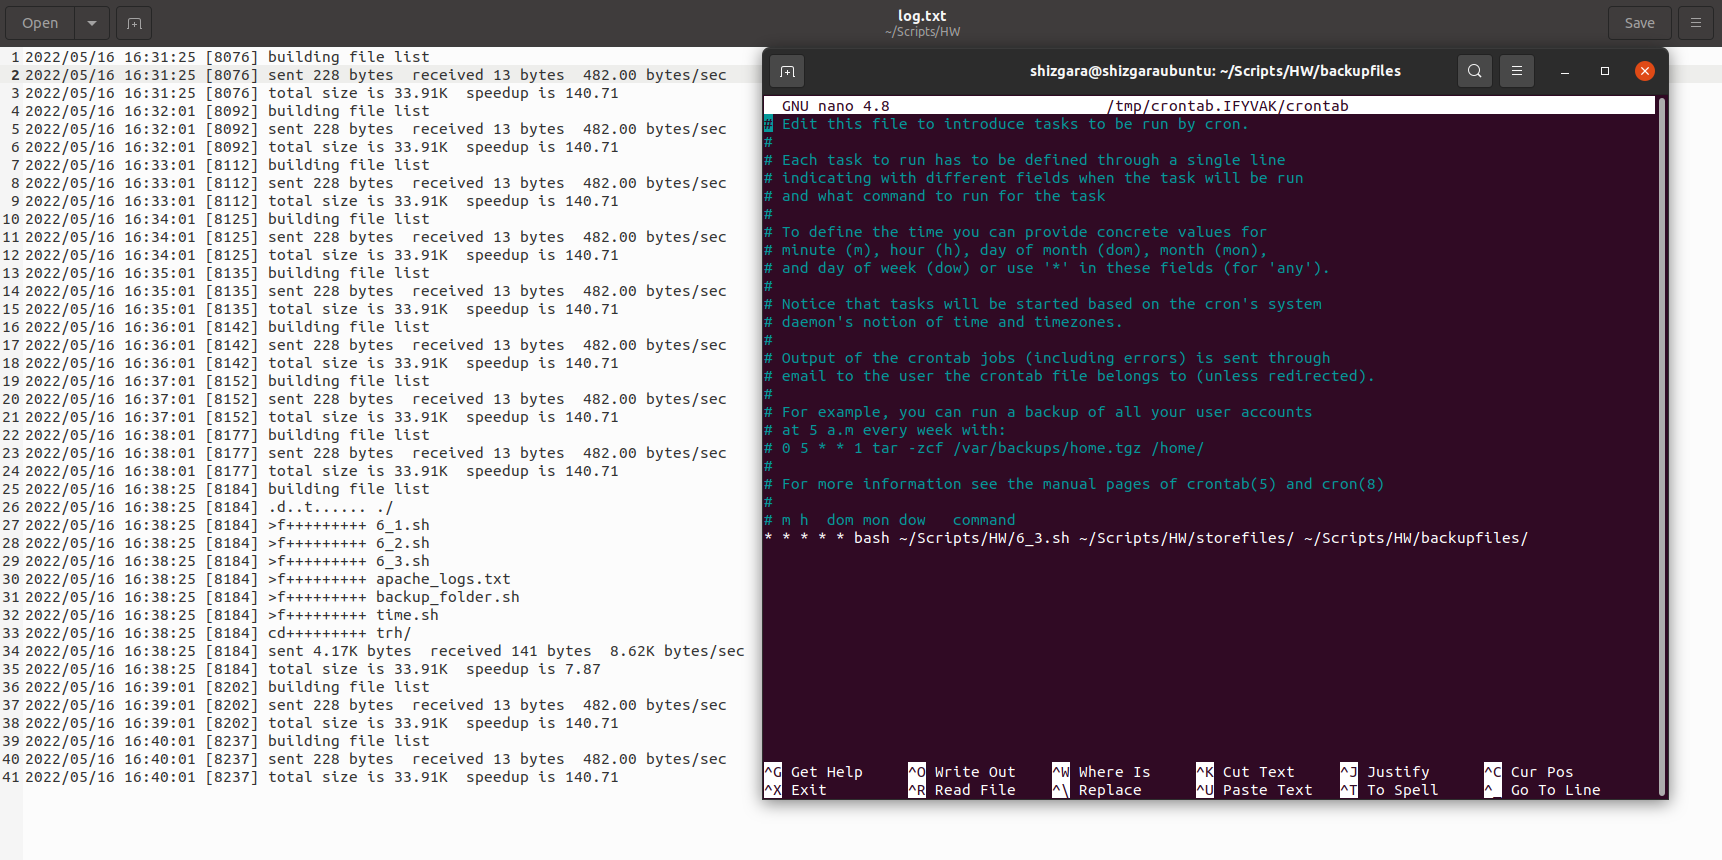 Open
log.txt
~/Scripts/HW
Save
1 2022/05/16 16:31:25 [8076] building file list
2 2022/05/16 16:31:25 [8076] sent 228 bytes  received 13 bytes  482.00 bytes/sec
3 2022/05/16 16:31:25 [8076] total size is 33.91K  speedup is 140.71
4 2022/05/16 16:32:01 [8092] building file list
5 2022/05/16 16:32:01 [8092] sent 228 bytes  received 13 bytes  482.00 bytes/sec
6 2022/05/16 16:32:01 [8092] total size is 33.91K  speedup is 140.71
7 2022/05/16 16:33:01 [8112] building file list
8 2022/05/16 16:33:01 [8112] sent 228 bytes  received 13 bytes  482.00 bytes/sec
9 2022/05/16 16:33:01 [8112] total size is 33.91K  speedup is 140.71
10 2022/05/16 16:34:01 [8125] building file list
11 2022/05/16 16:34:01 [8125] sent 228 bytes  received 13 bytes  482.00 bytes/sec
12 2022/05/16 16:34:01 [8125] total size is 33.91K  speedup is 140.71
13 2022/05/16 16:35:01 [8135] building file list
14 2022/05/16 16:35:01 [8135] sent 228 bytes  received 13 bytes  482.00 bytes/sec
15 2022/05/16 16:35:01 [8135] total size is 33.91K  speedup is 140.71
16 2022/05/16 16:36:01 [8142] building file list
17 2022/05/16 16:36:01 [8142] sent 228 bytes  received 13 bytes  482.00 bytes/sec
18 2022/05/16 16:36:01 [8142] total size is 33.91K  speedup is 140.71
19 2022/05/16 16:37:01 [8152] building file list
20 2022/05/16 16:37:01 [8152] sent 228 bytes  received 13 bytes  482.00 bytes/sec
21 2022/05/16 16:37:01 [8152] total size is 33.91K  speedup is 140.71
22 2022/05/16 16:38:01 [8177] building file list
23 2022/05/16 16:38:01 [8177] sent 228 bytes  received 13 bytes  482.00 bytes/sec
24 2022/05/16 16:38:01 [8177] total size is 33.91K  speedup is 140.71
25 2022/05/16 16:38:25 [8184] building file list
26 2022/05/16 16:38:25 [8184] .d..t...... ./
27 2022/05/16 16:38:25 [8184] >f+++++++++ 6_1.sh
28 2022/05/16 16:38:25 [8184] >f+++++++++ 6_2.sh
29 2022/05/16 16:38:25 [8184] >f+++++++++ 6_3.sh
30 2022/05/16 16:38:25 [8184] >f+++++++++ apache_logs.txt
31 2022/05/16 16:38:25 [8184] >f+++++++++ backup_folder.sh
32 2022/05/16 16:38:25 [8184] >f+++++++++ time.sh
33 2022/05/16 16:38:25 [8184] cd+++++++++ trh/
34 2022/05/16 16:38:25 [8184] sent 4.17K bytes  received 141 bytes  8.62K bytes/sec
35 2022/05/16 16:38:25 [8184] total size is 33.91K  speedup is 7.87
36 2022/05/16 16:39:01 [8202] building file list
37 2022/05/16 16:39:01 [8202] sent 228 bytes  received 13 bytes  482.00 bytes/sec
38 2022/05/16 16:39:01 [8202] total size is 33.91K  speedup is 140.71
39 2022/05/16 16:40:01 [8237] building file list
40 2022/05/16 16:40:01 [8237] sent 228 bytes  received 13 bytes  482.00 bytes/sec
41 2022/05/16 16:40:01 [8237] total size is 33.91K  speedup is 140.71
shizgara@shizgaraubuntu: ~/Scripts/HW/backupfiles
GNU nano 4.8 /tmp/crontab.IFYVAK/crontab
# Edit this file to introduce tasks to be run by cron.
#
# Each task to run has to be defined through a single line
# indicating with different fields when the task will be run
# and what command to run for the task
#
# To define the time you can provide concrete values for
# minute (m), hour (h), day of month (dom), month (mon),
# and day of week (dow) or use '*' in these fields (for 'any').
#
# Notice that tasks will be started based on the cron's system
# daemon's notion of time and timezones.
#
# Output of the crontab jobs (including errors) is sent through
# email to the user the crontab file belongs to (unless redirected).
#
# For example, you can run a backup of all your user accounts
# at 5 a.m every week with:
# 0 5 * * 1 tar -zcf /var/backups/home.tgz /home/
#
# For more information see the manual pages of crontab(5) and cron(8)
#
# m h  dom mon dow   command
* * * * * bash ~/Scripts/HW/6_3.sh ~/Scripts/HW/storefiles/ ~/Scripts/HW/backupfiles/
^G Get Help ^O Write Out ^W Where Is ^K Cut Text ^J Justify ^C Cur Pos
^X Exit ^R Read File ^\ Replace ^U Paste Text ^T To Spell ^_ Go To Line